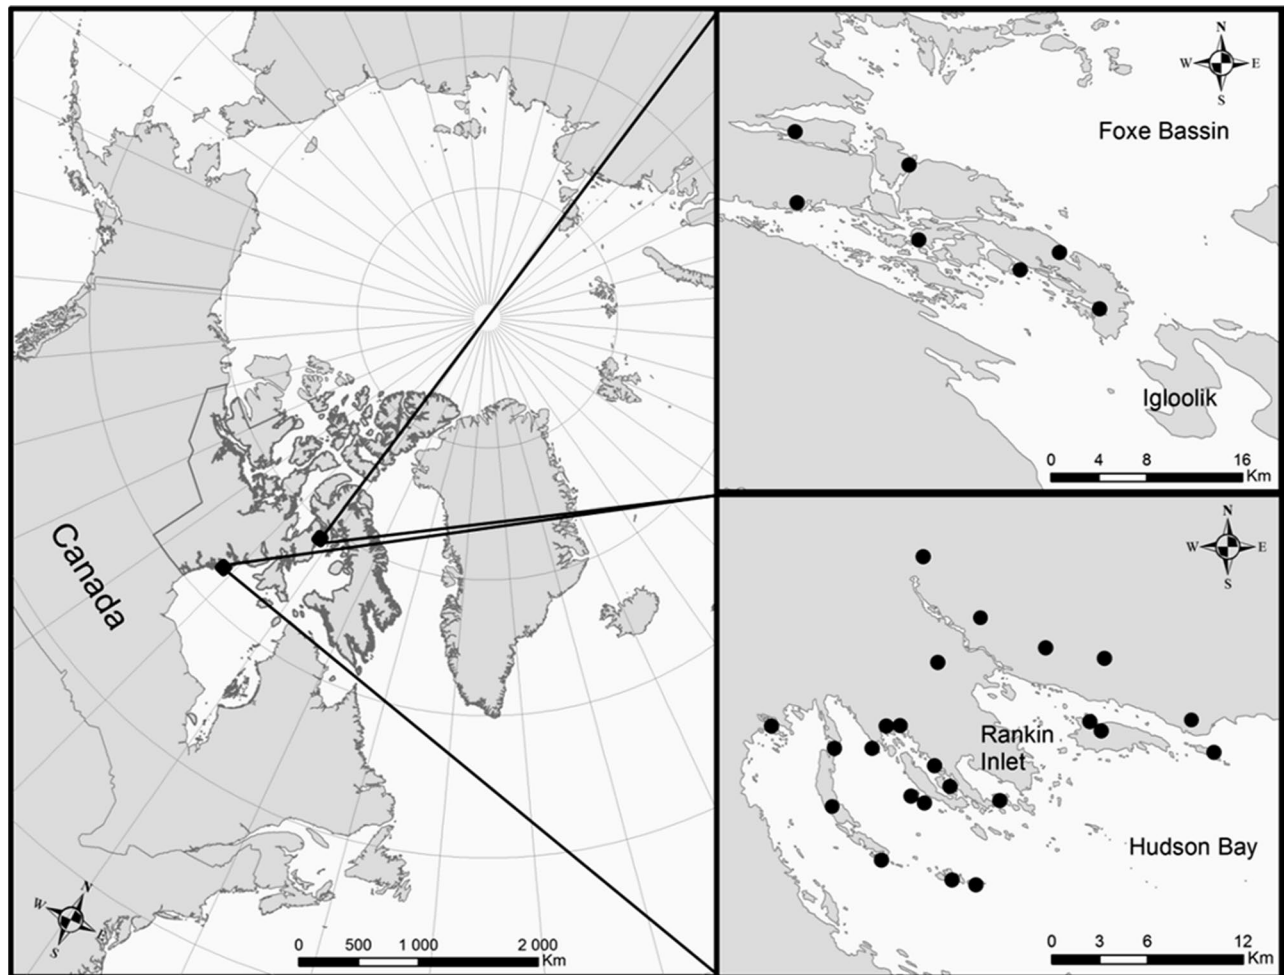 Canada
N
W
E
S
0 500 1 000 2 000
Km
N
W E
S
Foxe Bassin
Igloolik
0 4 8 16
Km
N
W E
S
Rankin
Inlet
Hudson Bay
0 3 6 12
Km